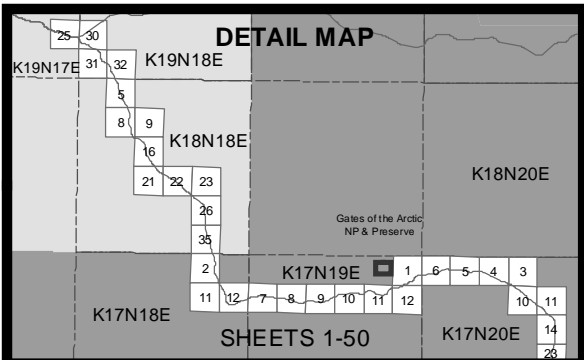 DETAIL MAP
25 30
K19N17E 31 32 K19N18E
5
8 9
K18N18E
16
21 22 23
K18N20E
26
Gates of the Arctic
NP & Preserve
35
2 K17N19E 1 6 5 4 3
11 12 7 8 9 10 11 12 10 11
K17N18E
SHEETS 1-50
K17N20E 14
23